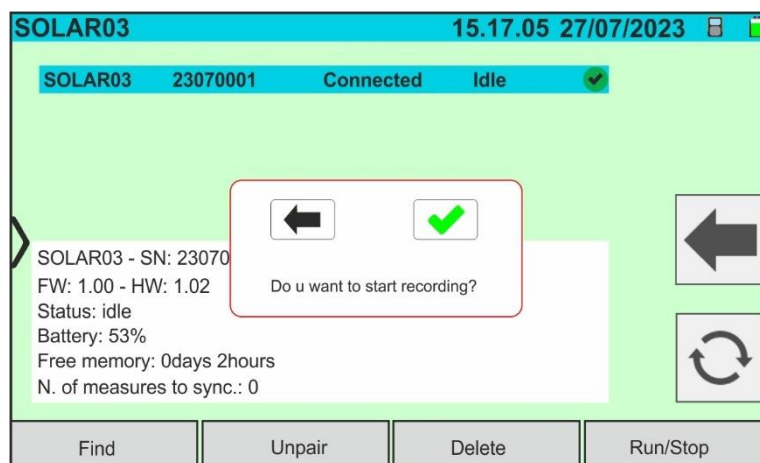 SOLAR03 15.17.05 27/07/2023
SOLAR03 23070001 Connected Idle
Do u want to start recording?
SOLAR03 - SN: 23070
FW: 1.00 - HW: 1.02
Status: idle
Battery: 53%
Free memory: 0days 2hours
N. of measures to sync.: 0
Find Unpair Delete Run/Stop